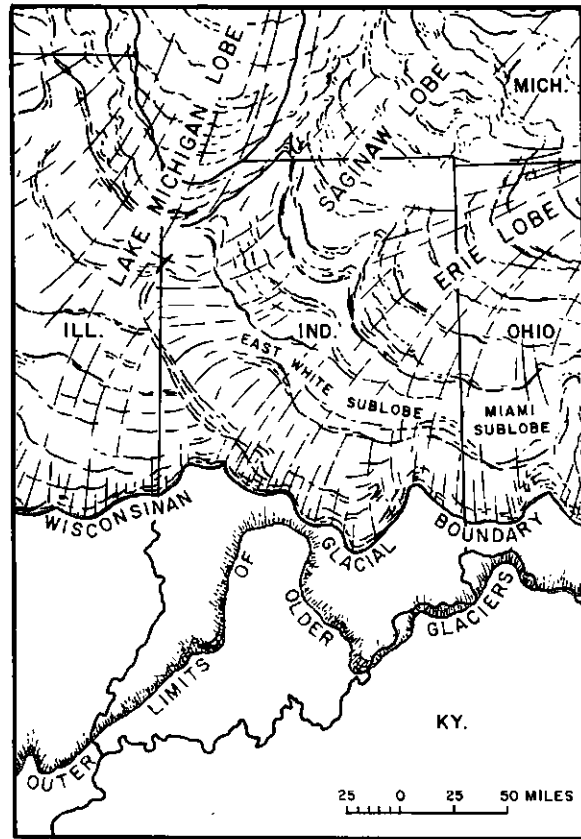 MICH.
LAKE MICHIGAN LOBE
SAGINAW LOBE
ERIE LOBE
ILL.
IND.
OHIO
EAST WHITE SUBLOBE
MIAMI
SUBLOBE
WISCONSINAN GLACIAL BOUNDARY
OUTER LIMITS OF OLDER GLACIERS
KY.
25 0 25 50 MILES